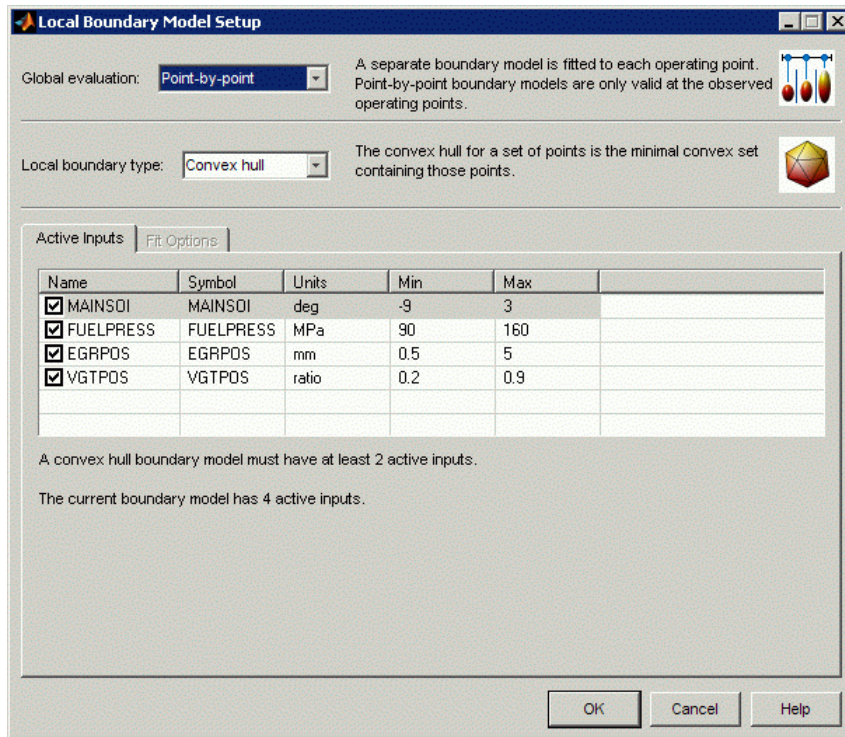 Local Boundary Model Setup
Global evaluation: Point-by-point
A separate boundary model is fitted to each operating point.
Point-by-point boundary models are only valid at the observed
operating points.
Local boundary type: Convex hull
The convex hull for a set of points is the minimal convex set
containing those points.
Active Inputs Fit Options
Name Symbol Units Min Max
MAINSOI MAINSOI deg -9 3
FUELPRESS FUELPRESS MPa 90 160
EGRPOS EGRPOS mm 0.5 5
VGTPOS VGTPOS ratio 0.2 0.9
A convex hull boundary model must have at least 2 active inputs.
The current boundary model has 4 active inputs.
OK Cancel Help